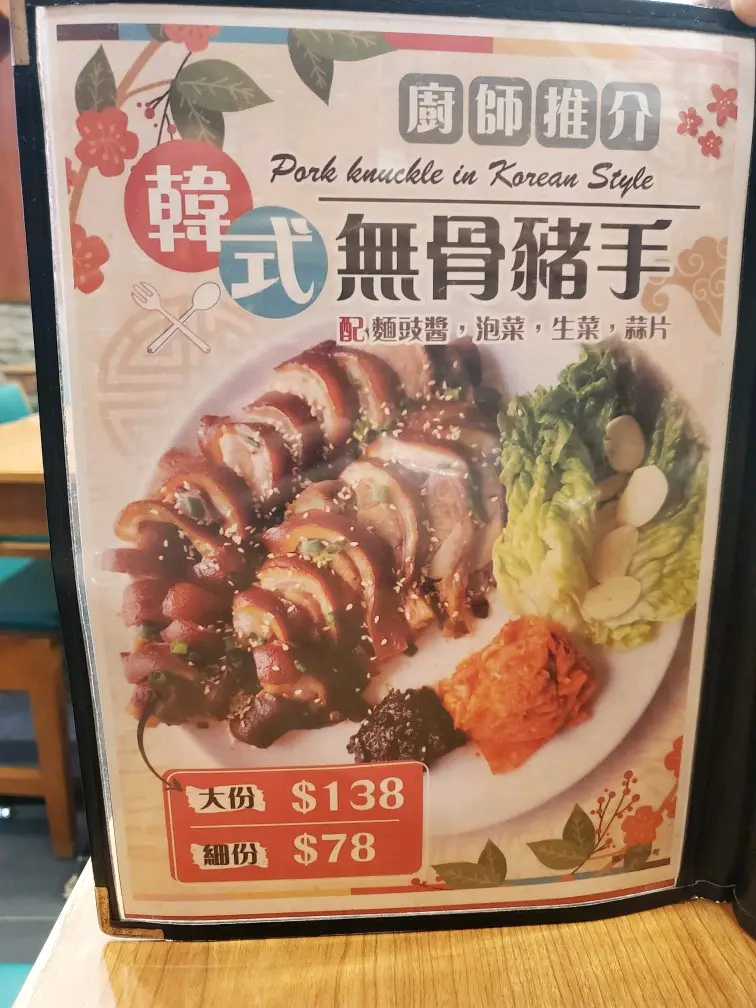 廚師推介
Pork knuckle in Korean Style
韓式無骨豬手
配麵豉醬，泡菜，生菜，蒜片
大份 $138
細份 $78